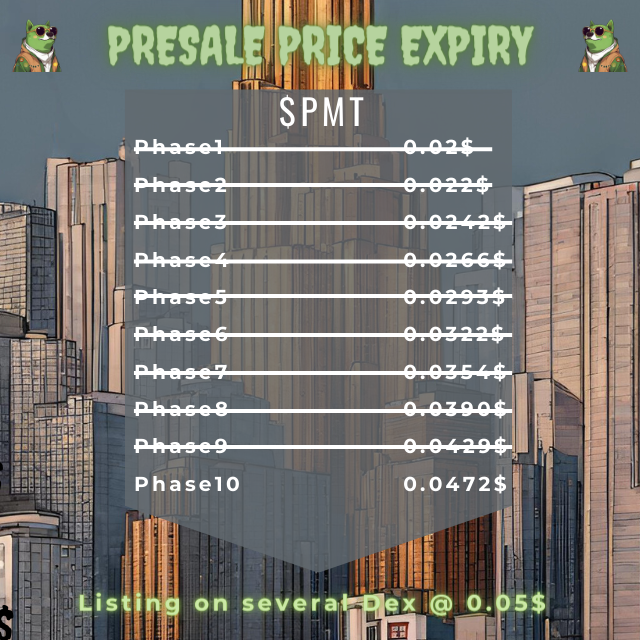 PRESALE PRICE EXPIRY
$PMT
Phase1 0.02$
Phase2 0.022$
Phase3 0.0242$
Phase4 0.0266$
Phase5 0.0293$
Phase6 0.0322$
Phase7 0.0354$
Phase8 0.0390$
Phase9 0.0429$
Phase10 0.0472$
Listing on several Dex @ 0.05$